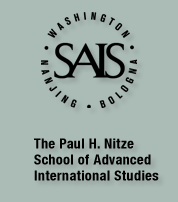 WASHINGTON · BOLOGNA · NANJING ·
SAIS
The Paul H. Nitze
School of Advanced
International Studies